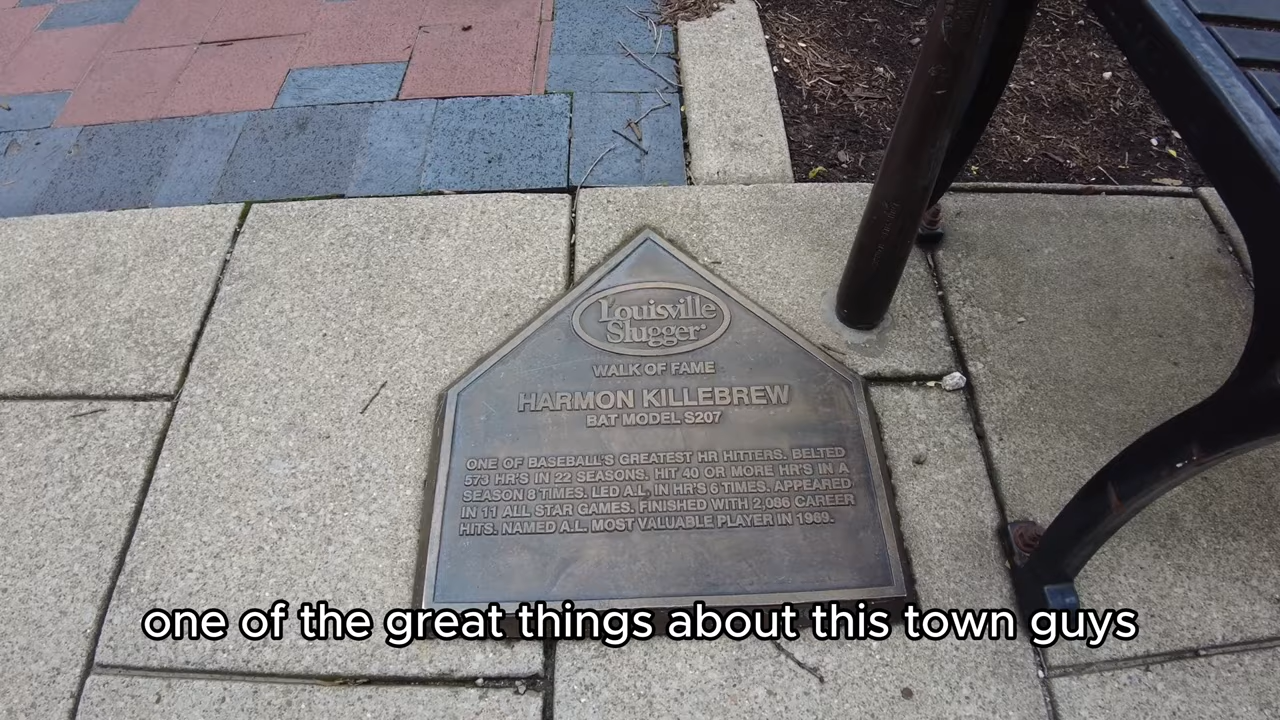 Louisville
Slugger®
WALK OF FAME
HARMON KILLEBREW
BAT MODEL S207
ONE OF BASEBALL'S GREATEST HR HITTERS. BELTED
573 HR'S IN 22 SEASONS. HIT 40 OR MORE HR'S IN A
SEASON 8 TIMES. LED A.L. IN HR'S 6 TIMES. APPEARED
IN 11 ALL STAR GAMES. FINISHED WITH 2,086 CAREER
HITS. NAMED A.L. MOST VALUABLE PLAYER IN 1969.
one of the great things about this town guys